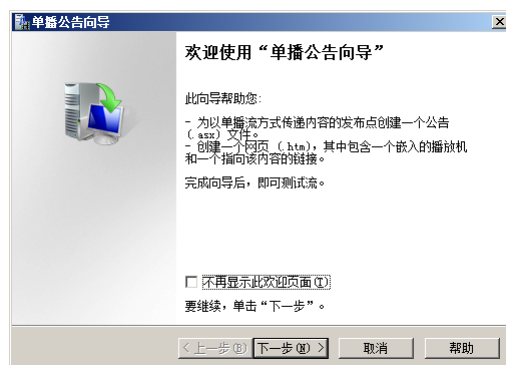 单播公告向导
欢迎使用“单播公告向导”
此向导帮助您:
- 为以单播流方式传递内容的发布点创建一个公告
(.asx) 文件。
- 创建一个网页 (.htm)，其中包含一个嵌入的播放机
和一个指向该内容的链接。
完成向导后，即可测试流。
不再显示此欢迎页面(T)
要继续，单击“下一步”。
< 上一步(B) 下一步(N) > 取消 帮助